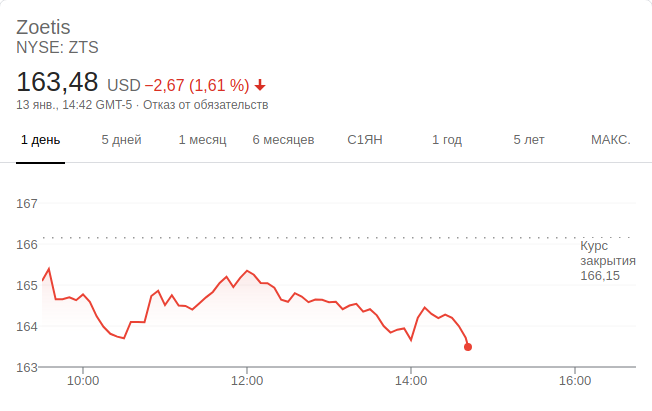 Zoetis
NYSE: ZTS
163,48 USD −2,67 (1,61 %)
13 янв., 14:42 GMT-5 · Отказ от обязательств
1 день 5 дней 1 месяц 6 месяцев С1ЯН 1 год 5 лет МАКС.
167
166
165
164
163
Курс
закрытия
166,15
10:00 12:00 14:00 16:00